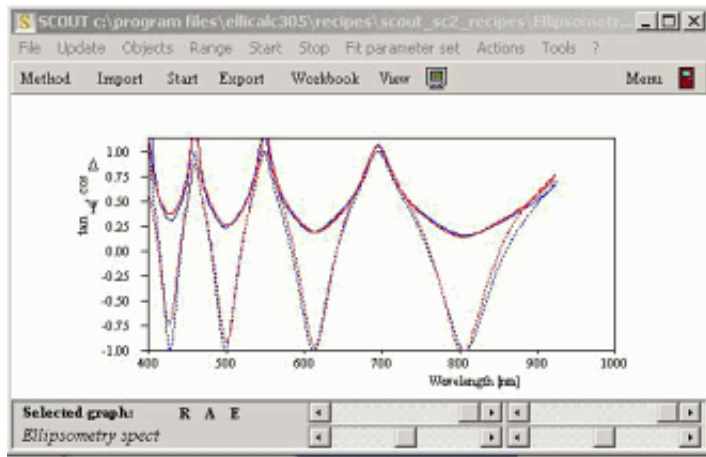 SCOUT c:\program files\ellicalc305\recipes\scout_sc2_recipes\Ellipsometr...
File Update Objects Range Start Stop Fit parameter set Actions Tools ?
Method Import Start Export Workbook View Menu
1.00
0.75
0.50
0.25
0.00
-0.25
-0.50
-0.75
-1.00
tan Ψ cos Δ
400 500 600 700 800 900 1000
Wavelength [nm]
Selected graph: R A E
Ellipsometry spect